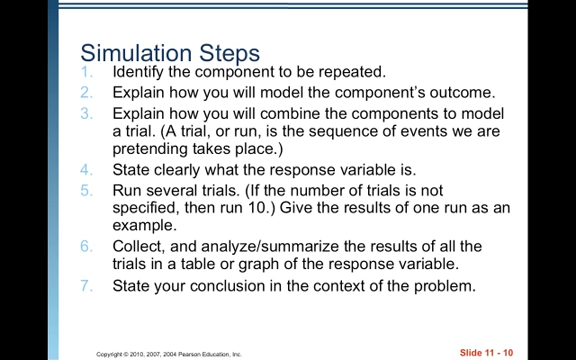 Simulation Steps
1. Identify the component to be repeated.
2. Explain how you will model the component's outcome.
3. Explain how you will combine the components to model
a trial. (A trial, or run, is the sequence of events we are
pretending takes place.)
4. State clearly what the response variable is.
5. Run several trials. (If the number of trials is not
specified, then run 10.) Give the results of one run as an
example.
6. Collect, and analyze/summarize the results of all the
trials in a table or graph of the response variable.
7. State your conclusion in the context of the problem.
Copyright © 2010, 2007, 2004 Pearson Education, Inc.
Slide 11 - 10